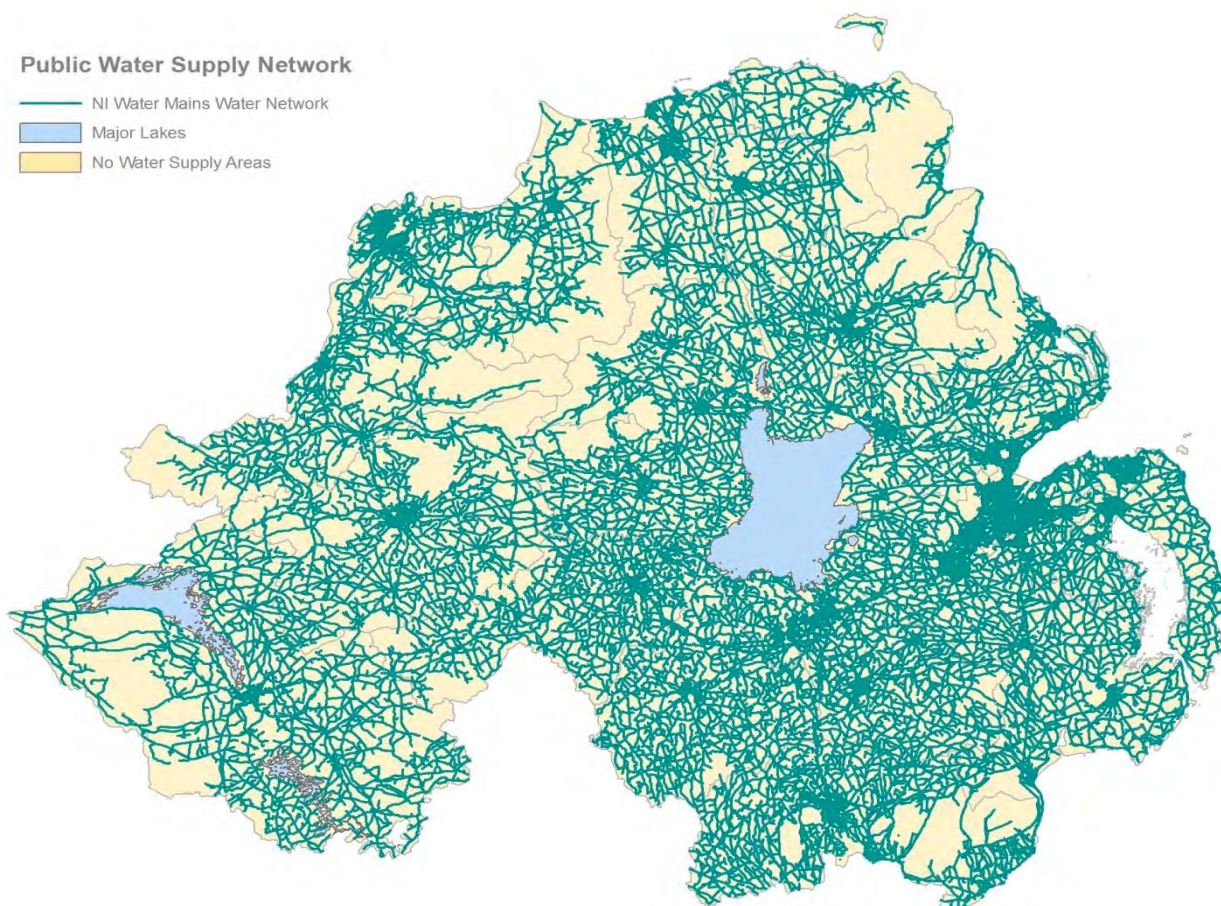 Public Water Supply Network
NI Water Mains Water Network
Major Lakes
No Water Supply Areas